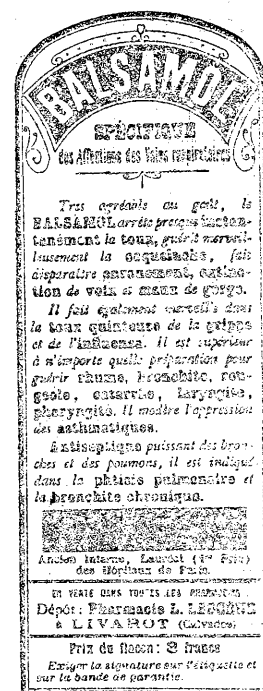 BALSAMOL
SPÉCIFIQUE
des Affections des Voies respiratoires
Très agréable au goût, le
BALSAMOL arrête presque instan-
tanément la toux, guérit merveil-
leusement la coqueluche, fait
disparaître enrouement, extinc-
tion de voix et maux de gorge.
Il fait également merveille dans
la toux quinteuse de la grippe
et de l'influenza. Il est supérieur
à n'importe quelle préparation pour
guérir rhume, bronchite, rou-
geole, catarrhe, laryngite,
pharyngite. Il modère l'oppression
des asthmatiques.
Antiseptique puissant des bron-
ches et des poumons, il est indiqué
dans la phtisie pulmonaire et
la bronchite chronique.
Ancien Interne, Lauréat (1er Prix)
des Hôpitaux de Paris.
EN VENTE DANS TOUTES LES PHARMACIES
Dépôt: Pharmacie L.
à LIVAROT (Calvados)
Prix du flacon: 3 francs
Exiger la signature sur l'étiquette et
sur la bande de garantie.